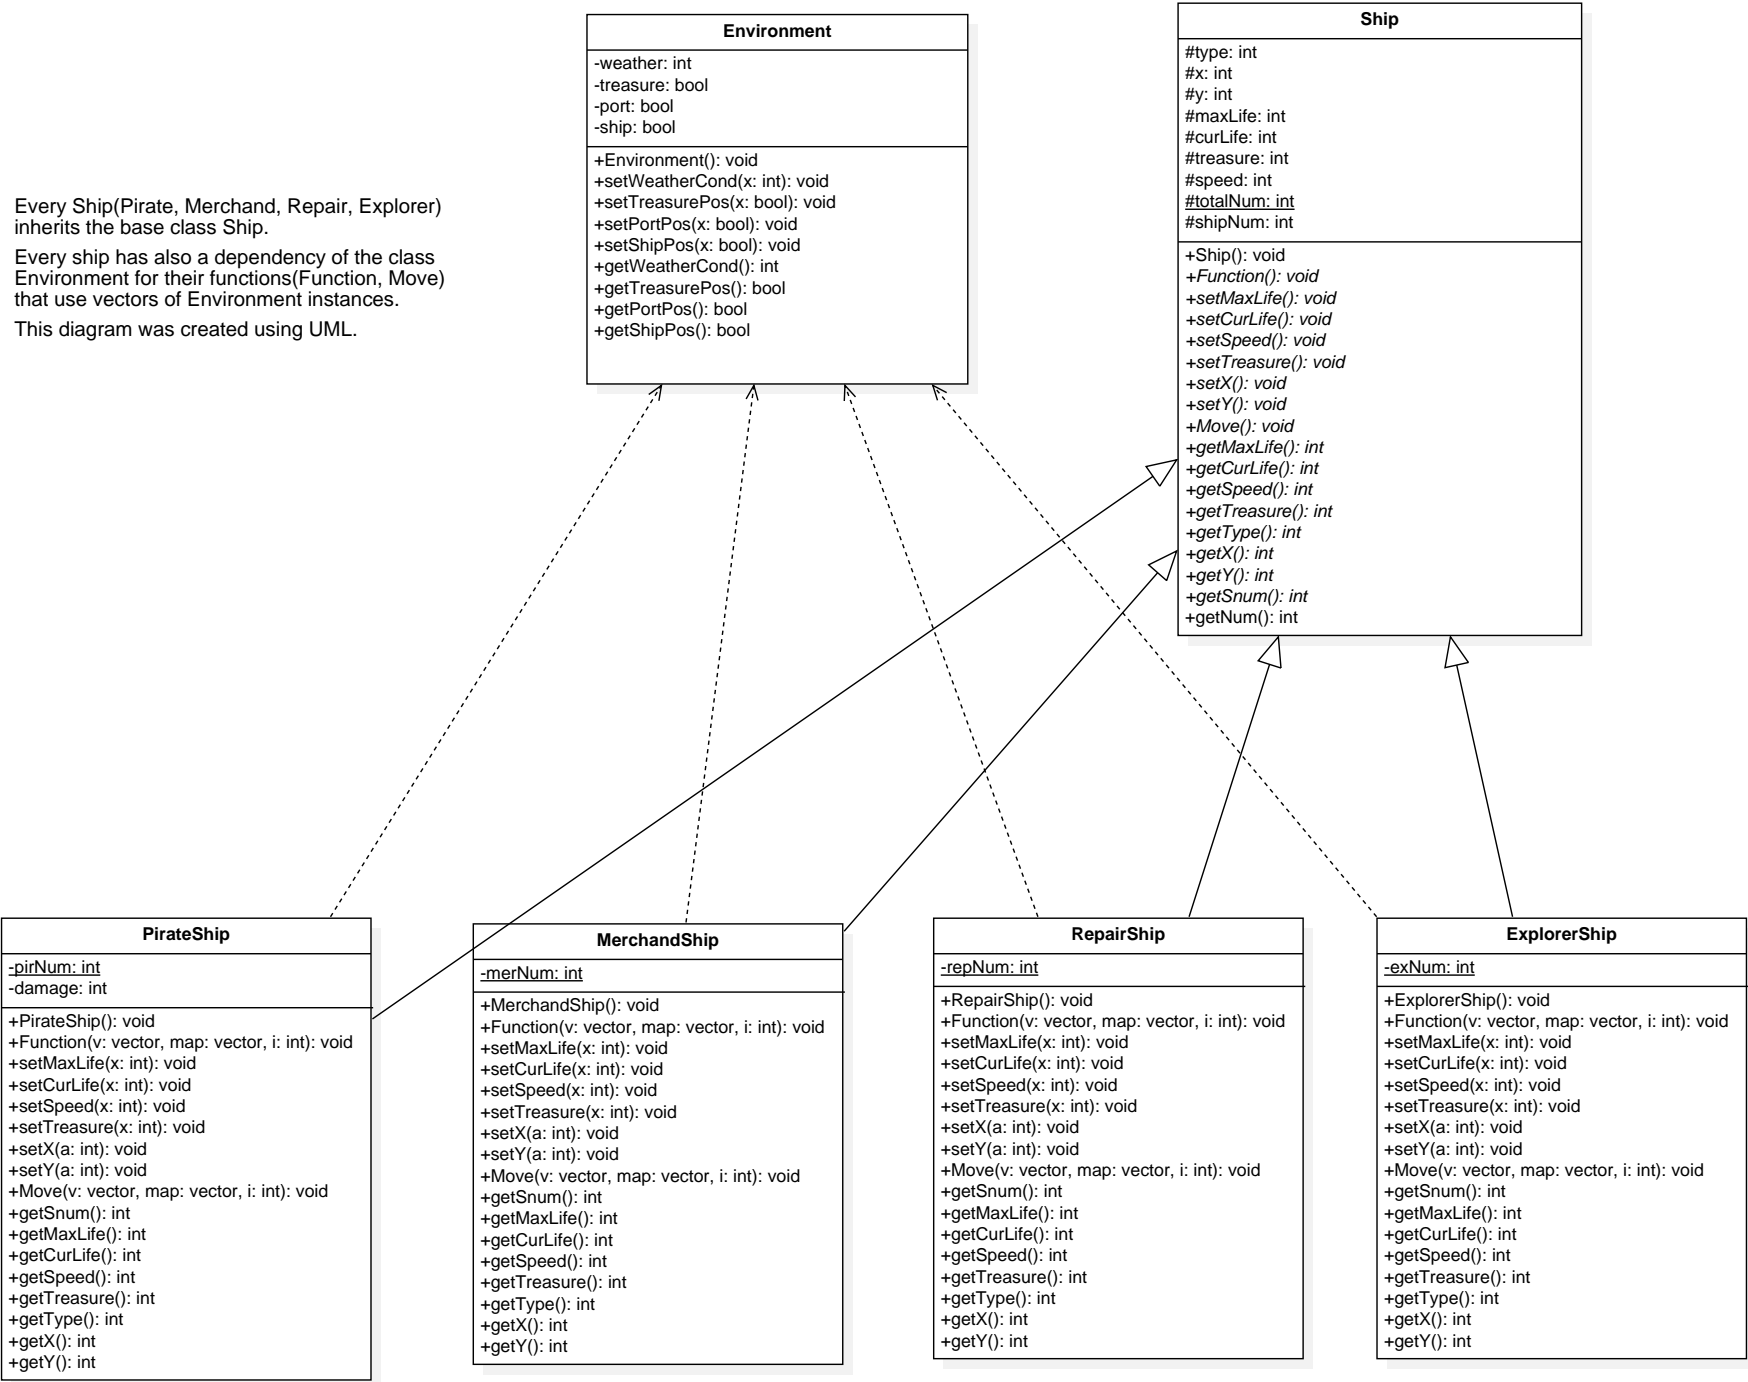 Every Ship(Pirate, Merchand, Repair, Explorer)
inherits the base class Ship.
Every ship has also a dependency of the class
Environment for their functions(Function, Move)
that use vectors of Environment instances.
This diagram was created using UML.
Environment
-weather: int
-treasure: bool
-port: bool
-ship: bool
+Environment(): void
+setWeatherCond(x: int): void
+setTreasurePos(x: bool): void
+setPortPos(x: bool): void
+setShipPos(x: bool): void
+getWeatherCond(): int
+getTreasurePos(): bool
+getPortPos(): bool
+getShipPos(): bool
Ship
#type: int
#x: int
#y: int
#maxLife: int
#curLife: int
#treasure: int
#speed: int
#totalNum: int
#shipNum: int
+Ship(): void
+Function(): void
+setMaxLife(): void
+setCurLife(): void
+setSpeed(): void
+setTreasure(): void
+setX(): void
+setY(): void
+Move(): void
+getMaxLife(): int
+getCurLife(): int
+getSpeed(): int
+getTreasure(): int
+getType(): int
+getX(): int
+getY(): int
+getSnum(): int
+getNum(): int
PirateShip
-pirNum: int
-damage: int
+PirateShip(): void
+Function(v: vector, map: vector, i: int): void
+setMaxLife(x: int): void
+setCurLife(x: int): void
+setSpeed(x: int): void
+setTreasure(x: int): void
+setX(a: int): void
+setY(a: int): void
+Move(v: vector, map: vector, i: int): void
+getSnum(): int
+getMaxLife(): int
+getCurLife(): int
+getSpeed(): int
+getTreasure(): int
+getType(): int
+getX(): int
+getY(): int
MerchandShip
-merNum: int
+MerchandShip(): void
+Function(v: vector, map: vector, i: int): void
+setMaxLife(x: int): void
+setCurLife(x: int): void
+setSpeed(x: int): void
+setTreasure(x: int): void
+setX(a: int): void
+setY(a: int): void
+Move(v: vector, map: vector, i: int): void
+getSnum(): int
+getMaxLife(): int
+getCurLife(): int
+getSpeed(): int
+getTreasure(): int
+getType(): int
+getX(): int
+getY(): int
RepairShip
-repNum: int
+RepairShip(): void
+Function(v: vector, map: vector, i: int): void
+setMaxLife(x: int): void
+setCurLife(x: int): void
+setSpeed(x: int): void
+setTreasure(x: int): void
+setX(a: int): void
+setY(a: int): void
+Move(v: vector, map: vector, i: int): void
+getSnum(): int
+getMaxLife(): int
+getCurLife(): int
+getSpeed(): int
+getTreasure(): int
+getType(): int
+getX(): int
+getY(): int
ExplorerShip
-exNum: int
+ExplorerShip(): void
+Function(v: vector, map: vector, i: int): void
+setMaxLife(x: int): void
+setCurLife(x: int): void
+setSpeed(x: int): void
+setTreasure(x: int): void
+setX(a: int): void
+setY(a: int): void
+Move(v: vector, map: vector, i: int): void
+getSnum(): int
+getMaxLife(): int
+getCurLife(): int
+getSpeed(): int
+getTreasure(): int
+getType(): int
+getX(): int
+getY(): int